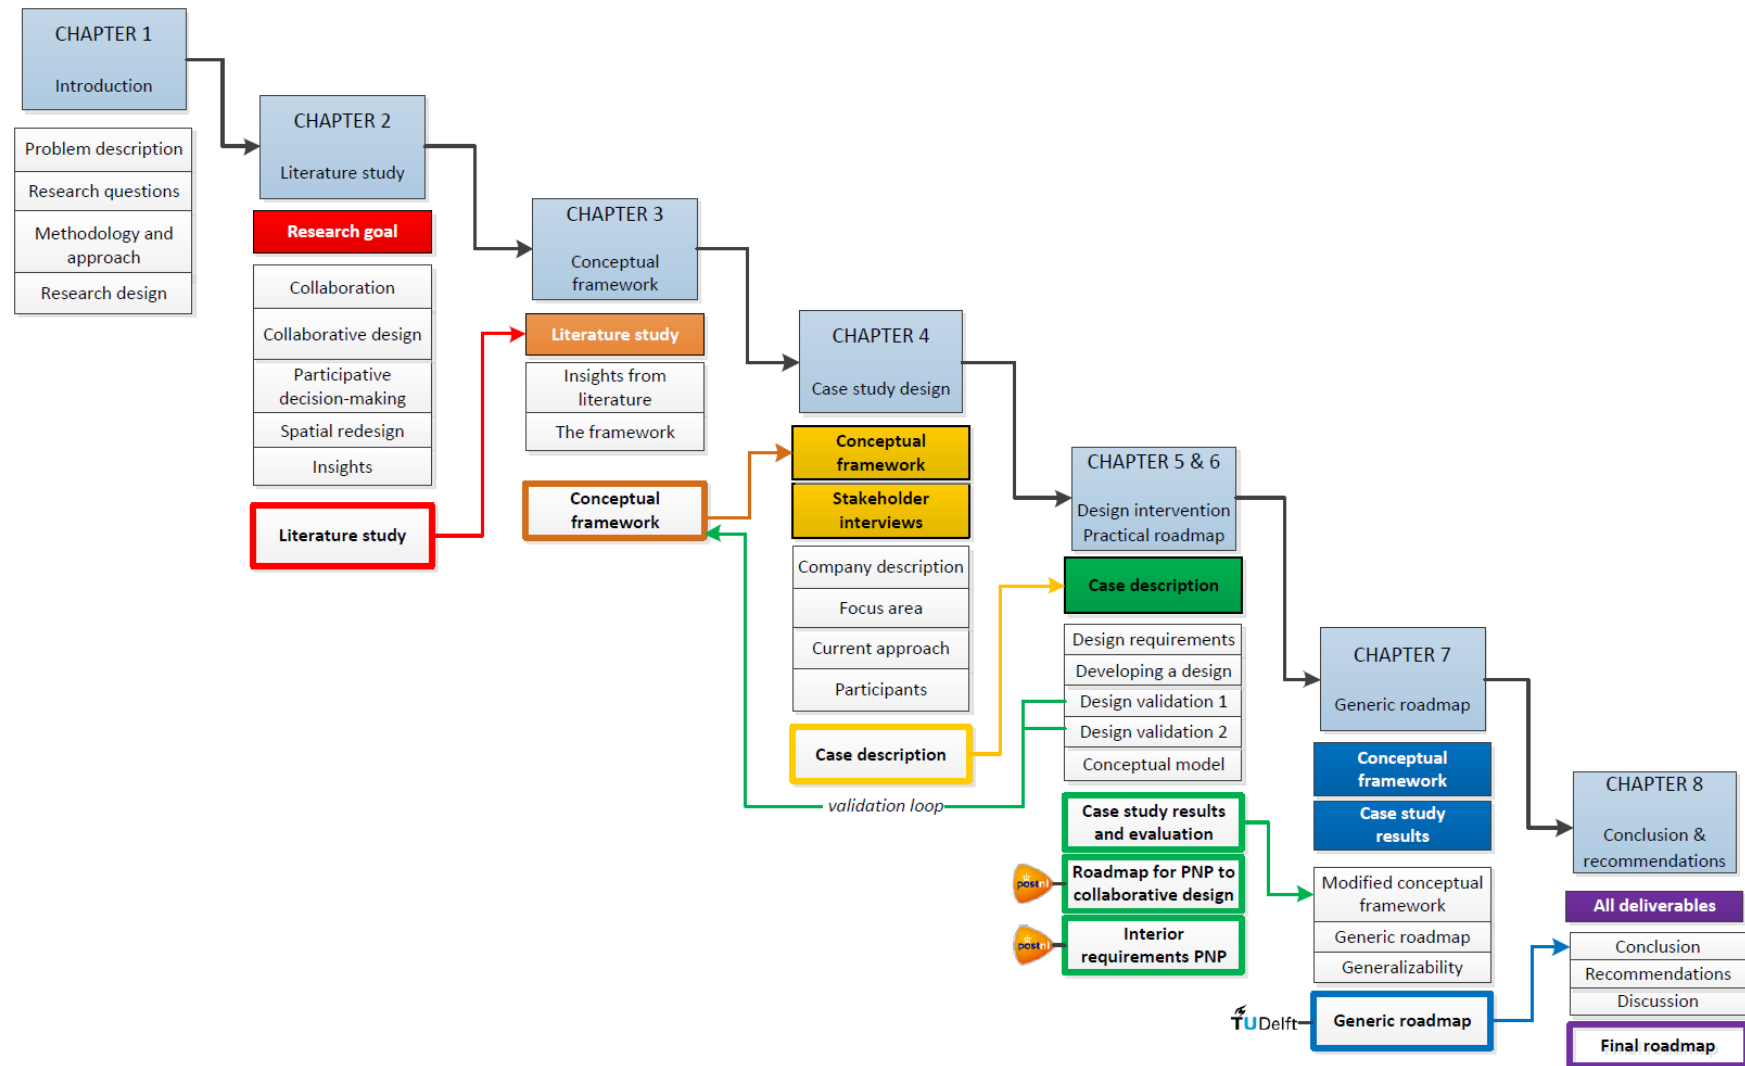 CHAPTER 1
Introduction
Problem description
Research questions
Methodology and
approach
Research design
CHAPTER 2
Literature study
Research goal
Collaboration
Collaborative design
Participative
decision-making
Spatial redesign
Insights
Literature study
CHAPTER 3
Conceptual
framework
Literature study
Insights from
literature
The framework
Conceptual
framework
CHAPTER 4
Case study design
Conceptual
framework
Stakeholder
interviews
Company description
Focus area
Current approach
Participants
Case description
validation loop
CHAPTER 5 & 6
Design intervention
Practical roadmap
Case description
Design requirements
Developing a design
Design validation 1
Design validation 2
Conceptual model
Case study results
and evaluation
postnl
Roadmap for PNP to
collaborative design
postnl
Interior
requirements PNP
CHAPTER 7
Generic roadmap
Conceptual
framework
Case study
results
Modified conceptual
framework
Generic roadmap
Generalizability
TUDelft
Generic roadmap
CHAPTER 8
Conclusion &
recommendations
All deliverables
Conclusion
Recommendations
Discussion
Final roadmap